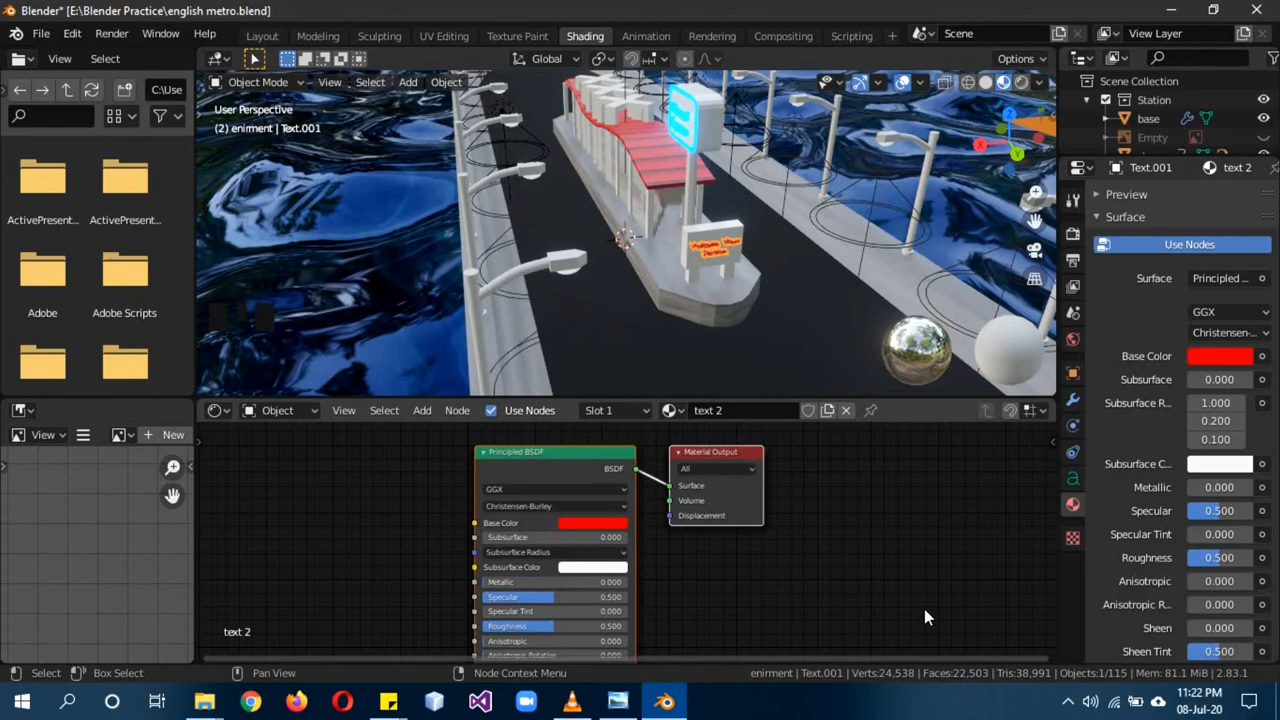 Blender* [E:\Blender Practice\english metro.blend]
File Edit Render Window Help Layout Modeling Sculpting UV Editing Texture Paint Shading Animation Rendering Compositing Scripting Scene View Layer
View Select Global Options
C:\Use Object Mode View Select Add Object Scene Collection
User Perspective
(2) enirment | Text.001
Station
base
Empty
Text.001 text 2
Preview
Surface
ActivePresent... ActivePresent...
Use Nodes
Surface Principled ...
GGX
Adobe Adobe Scripts
Christensen-...
Base Color
Subsurface 0.000
Subsurface R... 1.000
0.200
0.100
View New
Object View Select Add Node Use Nodes Slot 1 text 2
Principled BSDF
BSDF
GGX
Christensen-Burley
Base Color
Subsurface 0.000
Subsurface Radius
Subsurface Color
Metallic 0.000
Specular 0.500
Specular Tint 0.000
Roughness 0.500
Anisotropic 0.000
Anisotropic Rotation
Material Output
All
Surface
Volume
Displacement
Subsurface C...
Metallic 0.000
Specular 0.500
Specular Tint 0.000
Roughness 0.500
Anisotropic 0.000
Anisotropic R... 0.000
Sheen 0.000
Sheen Tint 0.500
text 2
Select Box Select Pan View Node Context Menu enirment | Text.001 | Verts:24,538 | Faces:22,503 | Tris:38,991 | Objects:1/115 | Mem: 81.1 MiB | 2.83.1
11:22 PM
08-Jul-20